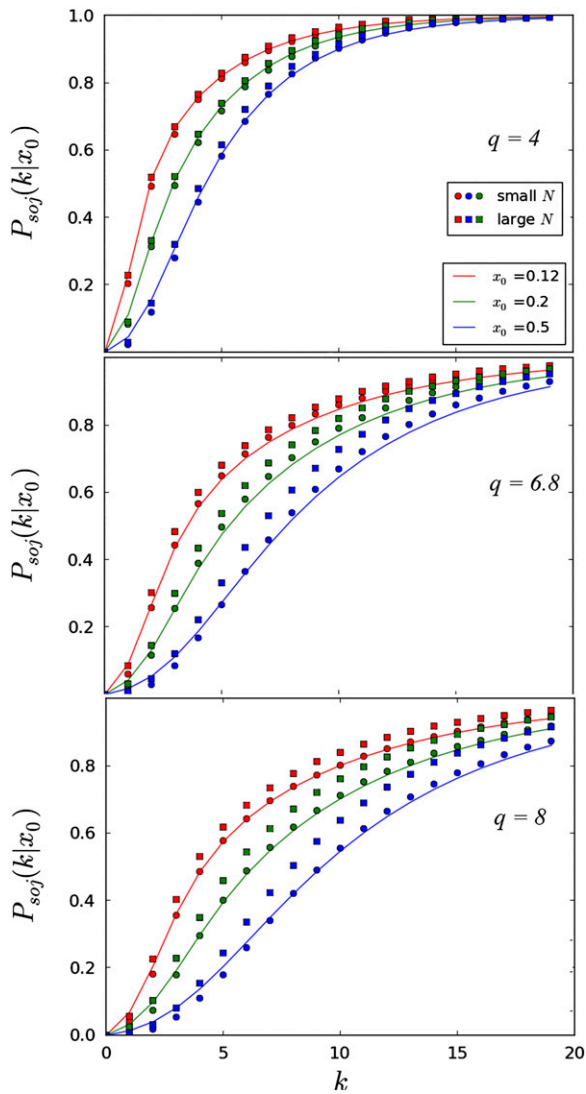 1.0
0.8
0.6
0.4
0.2
P_soj(k|x_0)
q = 4
small N
large N
x_0 =0.12
x_0 =0.2
x_0 =0.5
0.8
0.6
0.4
0.2
P_soj(k|x_0)
q = 6.8
0.8
0.6
0.4
0.2
0.0
P_soj(k|x_0)
q = 8
0 5 10 15 20
k